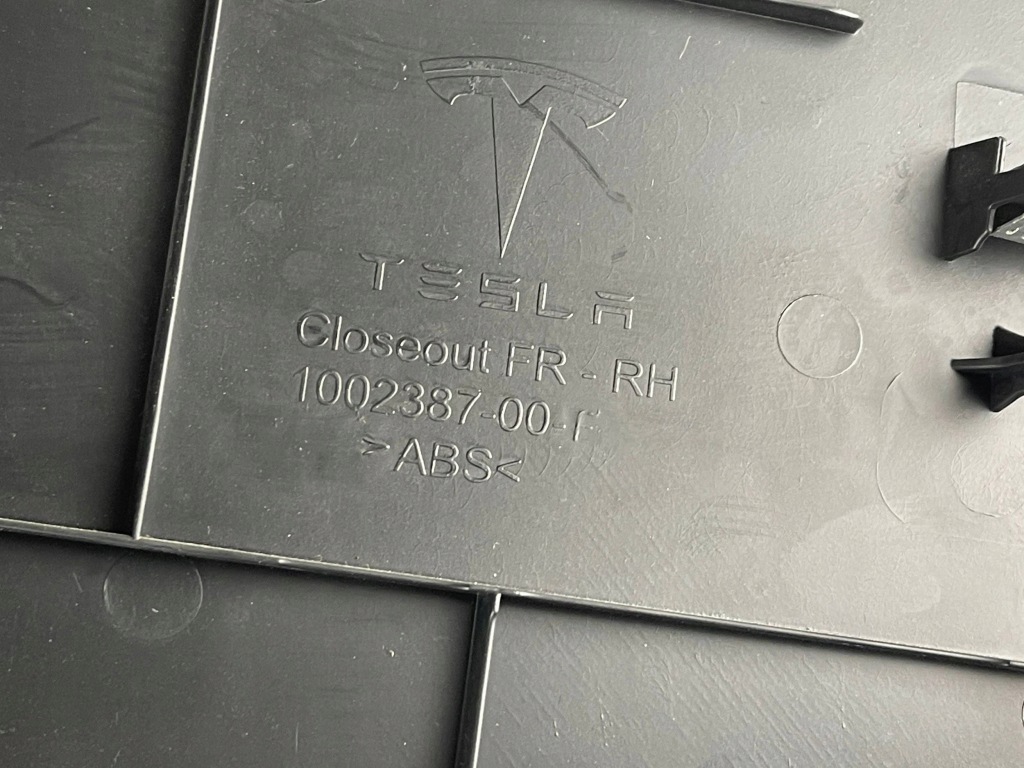 TESLA
Closeout FR - RH
1002387-00-
>ABS<